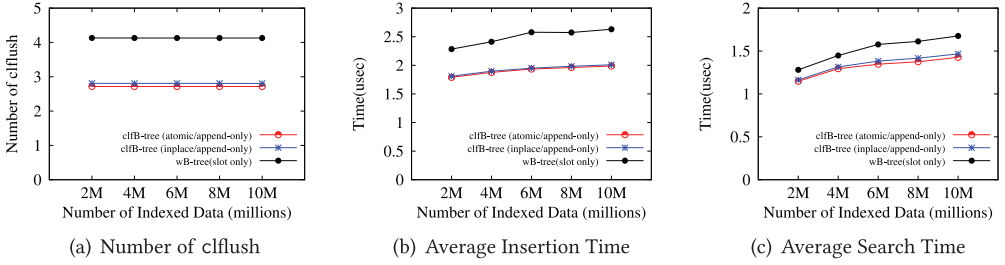 5
4
3
2
1
0
Number of clflush
clfB-tree (atomic/append-only)
clfB-tree (inplace/append-only)
wB-tree(slot only)
2M 4M 6M 8M 10M
Number of Indexed Data (millions)
(a) Number of clflush
3
2.5
2
1.5
1
0.5
0
Time(usec)
clfB-tree (atomic/append-only)
clfB-tree (inplace/append-only)
wB-tree(slot only)
2M 4M 6M 8M 10M
Number of Indexed Data (millions)
(b) Average Insertion Time
2
1.5
1
0.5
0
Time(usec)
clfB-tree (atomic/append-only)
clfB-tree (inplace/append-only)
wB-tree(slot only)
2M 4M 6M 8M 10M
Number of Indexed Data (millions)
(c) Average Search Time